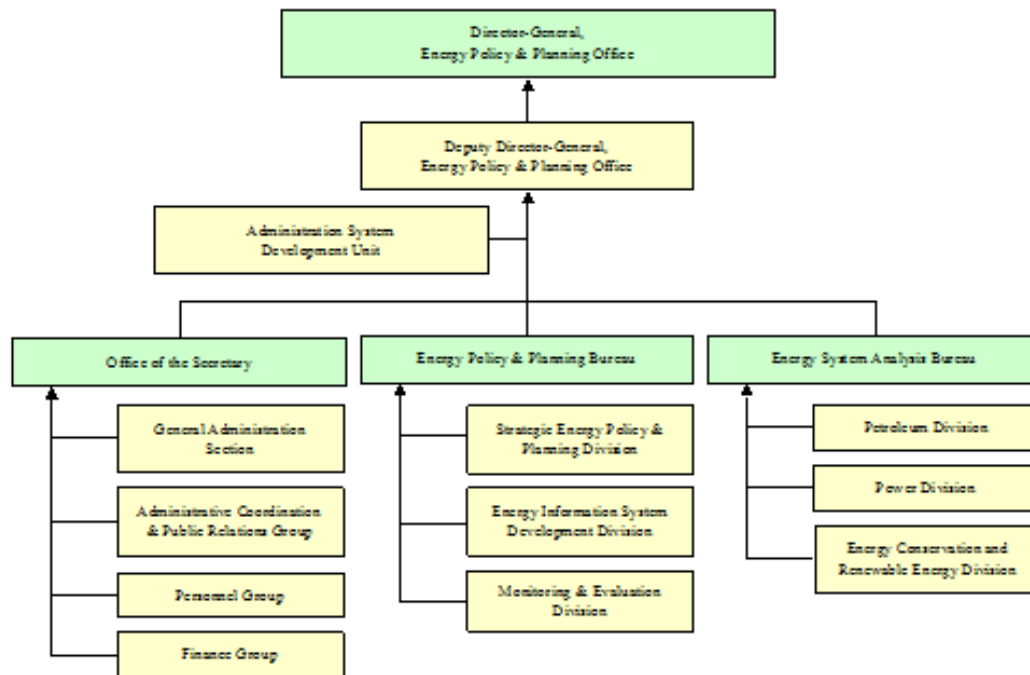 Director-General,
Energy Policy & Planning Office
Deputy Director-General,
Energy Policy & Planning Office
Administration System
Development Unit
Office of the Secretary
Energy Policy & Planning Bureau
Energy System Analysis Bureau
General Administration
Section
Administrative Coordination
& Public Relations Group
Personnel Group
Finance Group
Strategic Energy Policy &
Planning Division
Energy Information System
Development Division
Monitoring & Evaluation
Division
Petroleum Division
Power Division
Energy Conservation and
Renewable Energy Division